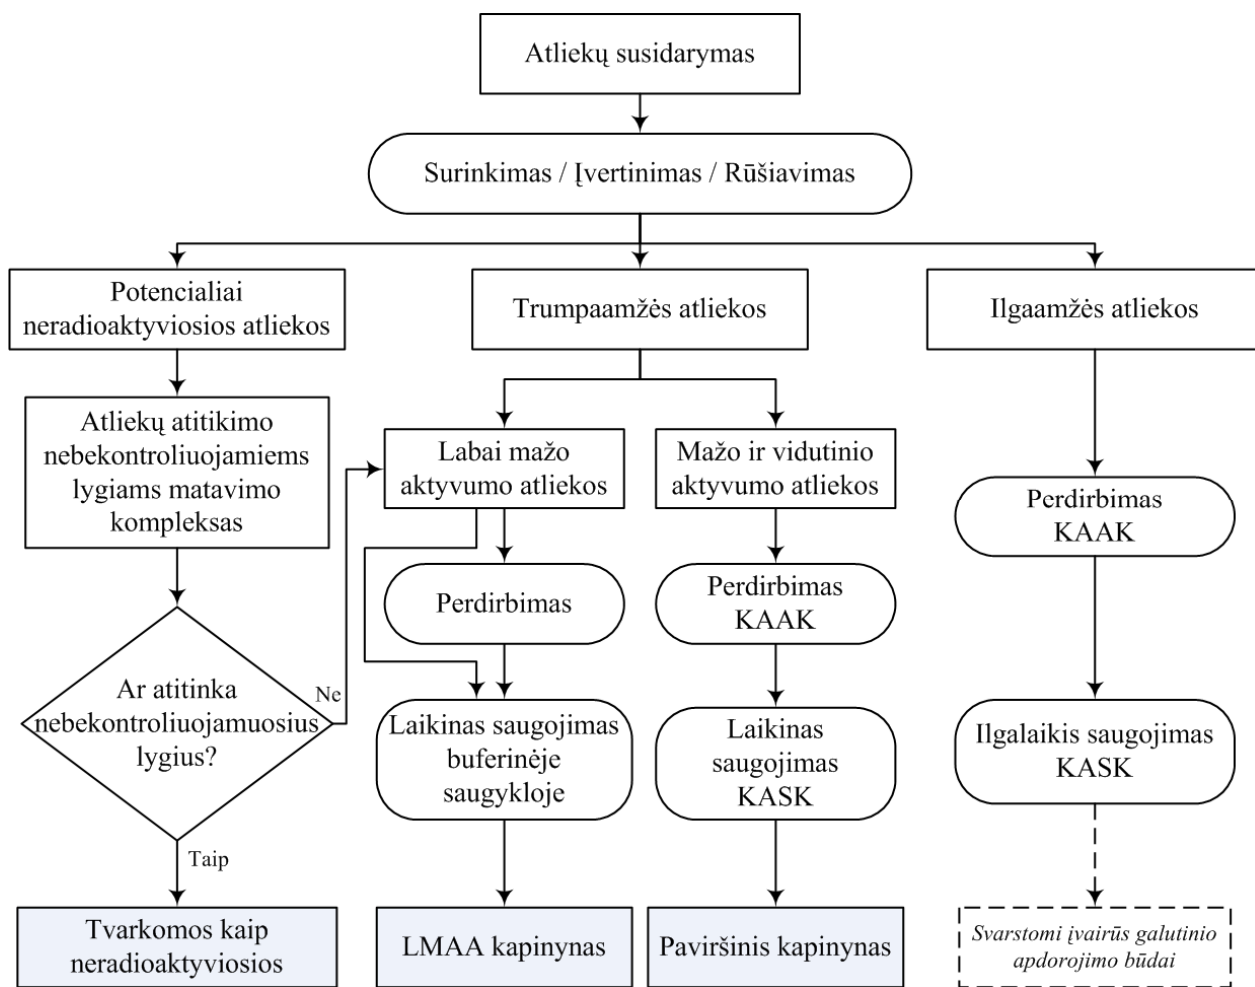 Atliekų susidarymas
Surinkimas / Įvertinimas / Rūšiavimas
Potencialiai
neradioaktyviosios atliekos
Trumpaamžės atliekos
Ilgaamžės atliekos
Atliekų atitikimo
nebekontroliuojamiems
lygiams matavimo
kompleksas
Labai mažo
aktyvumo atliekos
Mažo ir vidutinio
aktyvumo atliekos
Perdirbimas
KAAK
Perdirbimas
Perdirbimas
KAAK
Ar atitinka
nebekontroliuojamuosius
lygius?
Ne
Laikinas saugojimas
buferinėje
saugykloje
Laikinas
saugojimas
KASK
Ilgalaikis saugojimas
KASK
Taip
Tvarkomos kaip
neradioaktyviosios
LMAA kapinynas
Paviršinis kapinynas
Svarstomi įvairūs galutinio
apdorojimo būdai